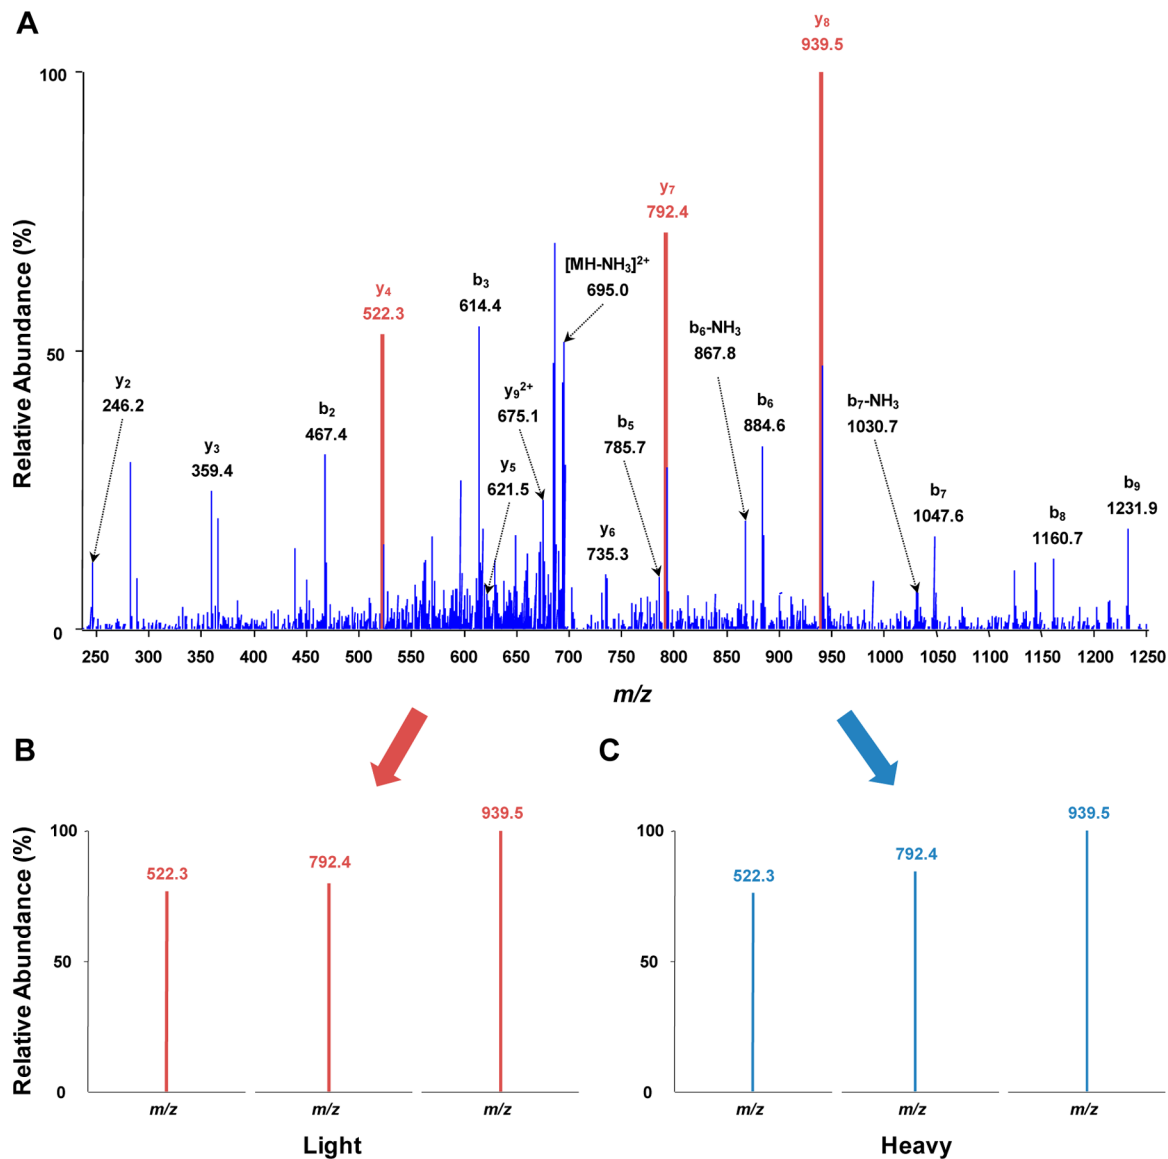 A
y8
939.5
100
y7
792.4
[MH-NH3]2+
695.0
y4
522.3
b3
614.4
b6-NH3
867.8
50
y2
246.2
y92+
675.1
b2
467.4
b5
785.7
b6
884.6
b7-NH3
1030.7
y3
359.4
y5
621.5
y6
735.3
b7
1047.6
b8
1160.7
b9
1231.9
0
Relative Abundance (%)
250 300 350 400 450 500 550 600 650 700 750 800 850 900 950 1000 1050 1100 1150 1200 1250
m/z
B
Relative Abundance (%)
100
50
0
522.3
792.4
939.5
m/z m/z m/z
Light
C
100
50
0
522.3
792.4
939.5
m/z m/z m/z
Heavy